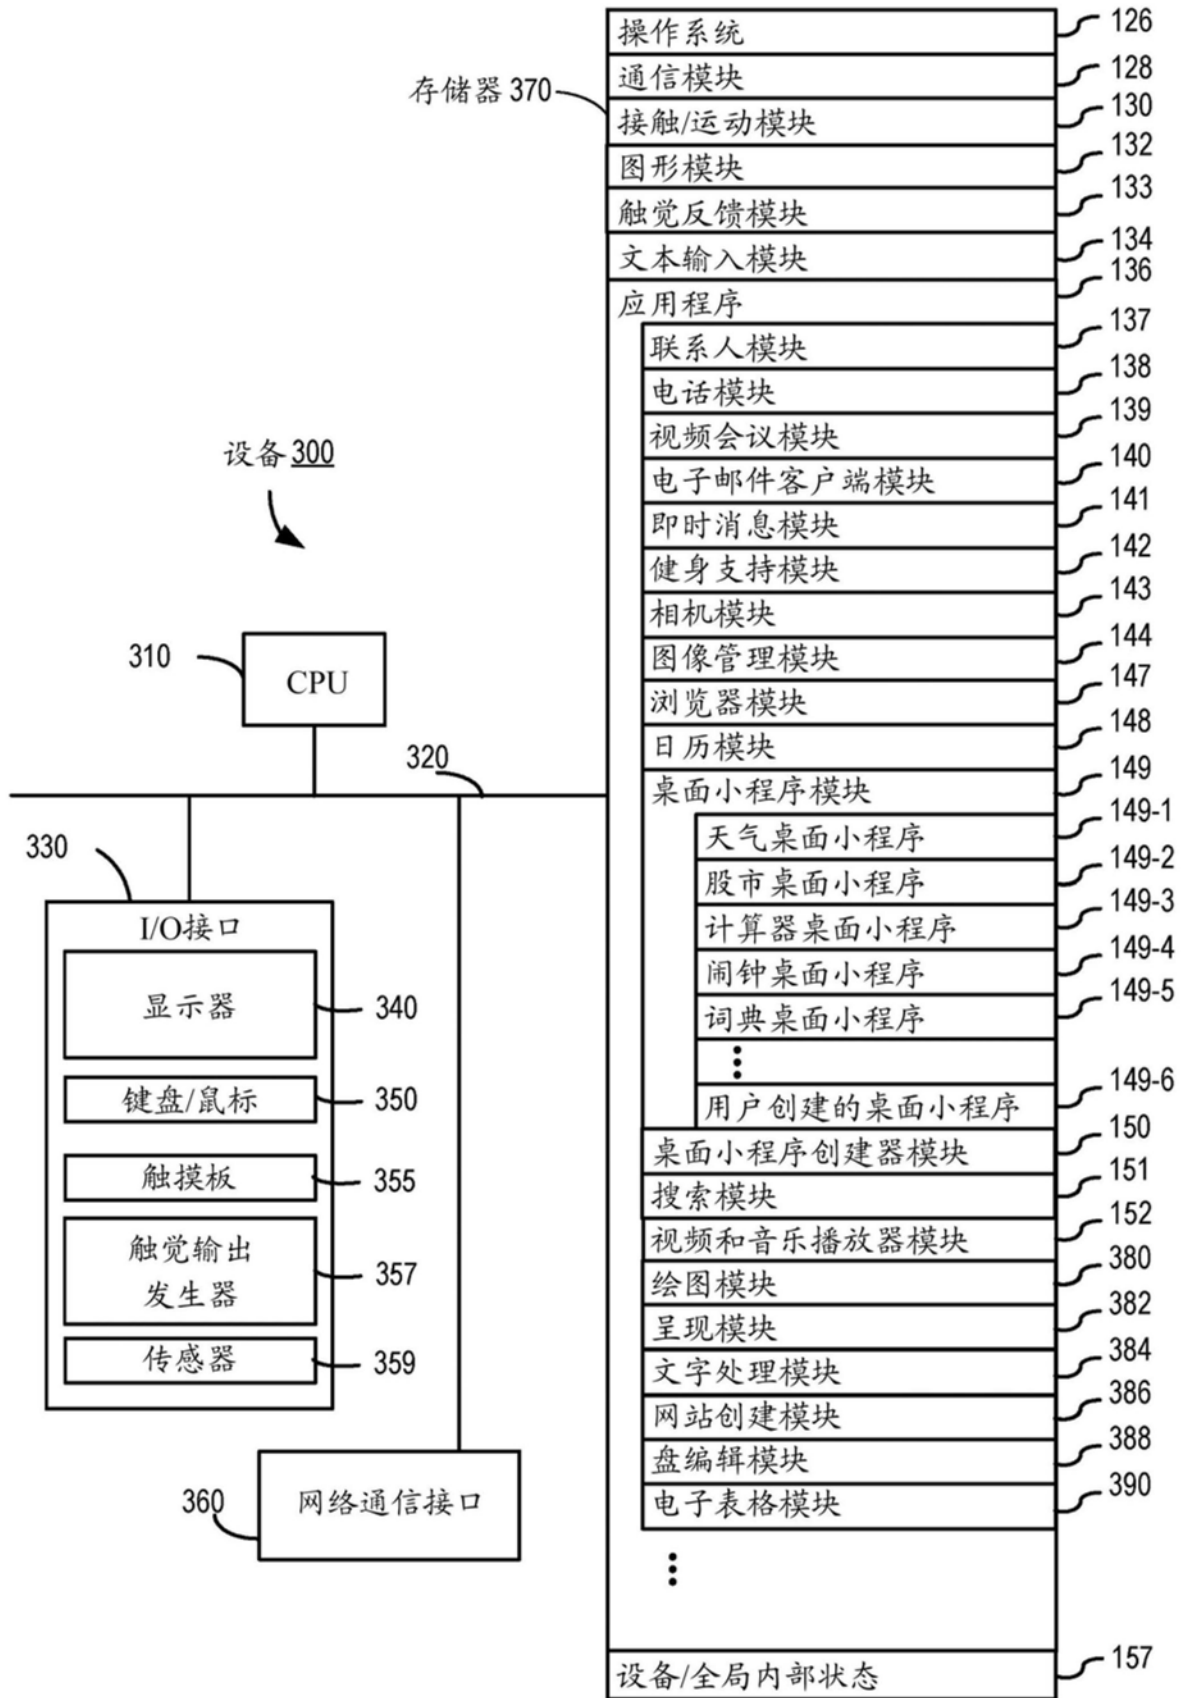 设备 300
310
CPU
320
330
I/O接口
显示器
340
键盘/鼠标
350
触摸板
355
触觉输出
发生器
357
传感器
359
360
网络通信接口
存储器 370
操作系统
126
通信模块
128
接触/运动模块
130
图形模块
132
触觉反馈模块
133
文本输入模块
134
应用程序
136
联系人模块
137
电话模块
138
视频会议模块
139
电子邮件客户端模块
140
即时消息模块
141
健身支持模块
142
相机模块
143
图像管理模块
144
浏览器模块
147
日历模块
148
桌面小程序模块
149
天气桌面小程序
149-1
股市桌面小程序
149-2
计算器桌面小程序
149-3
闹钟桌面小程序
149-4
词典桌面小程序
149-5
用户创建的桌面小程序
149-6
桌面小程序创建器模块
150
搜索模块
151
视频和音乐播放器模块
152
绘图模块
380
呈现模块
382
文字处理模块
384
网站创建模块
386
盘编辑模块
388
电子表格模块
390
设备/全局内部状态
157